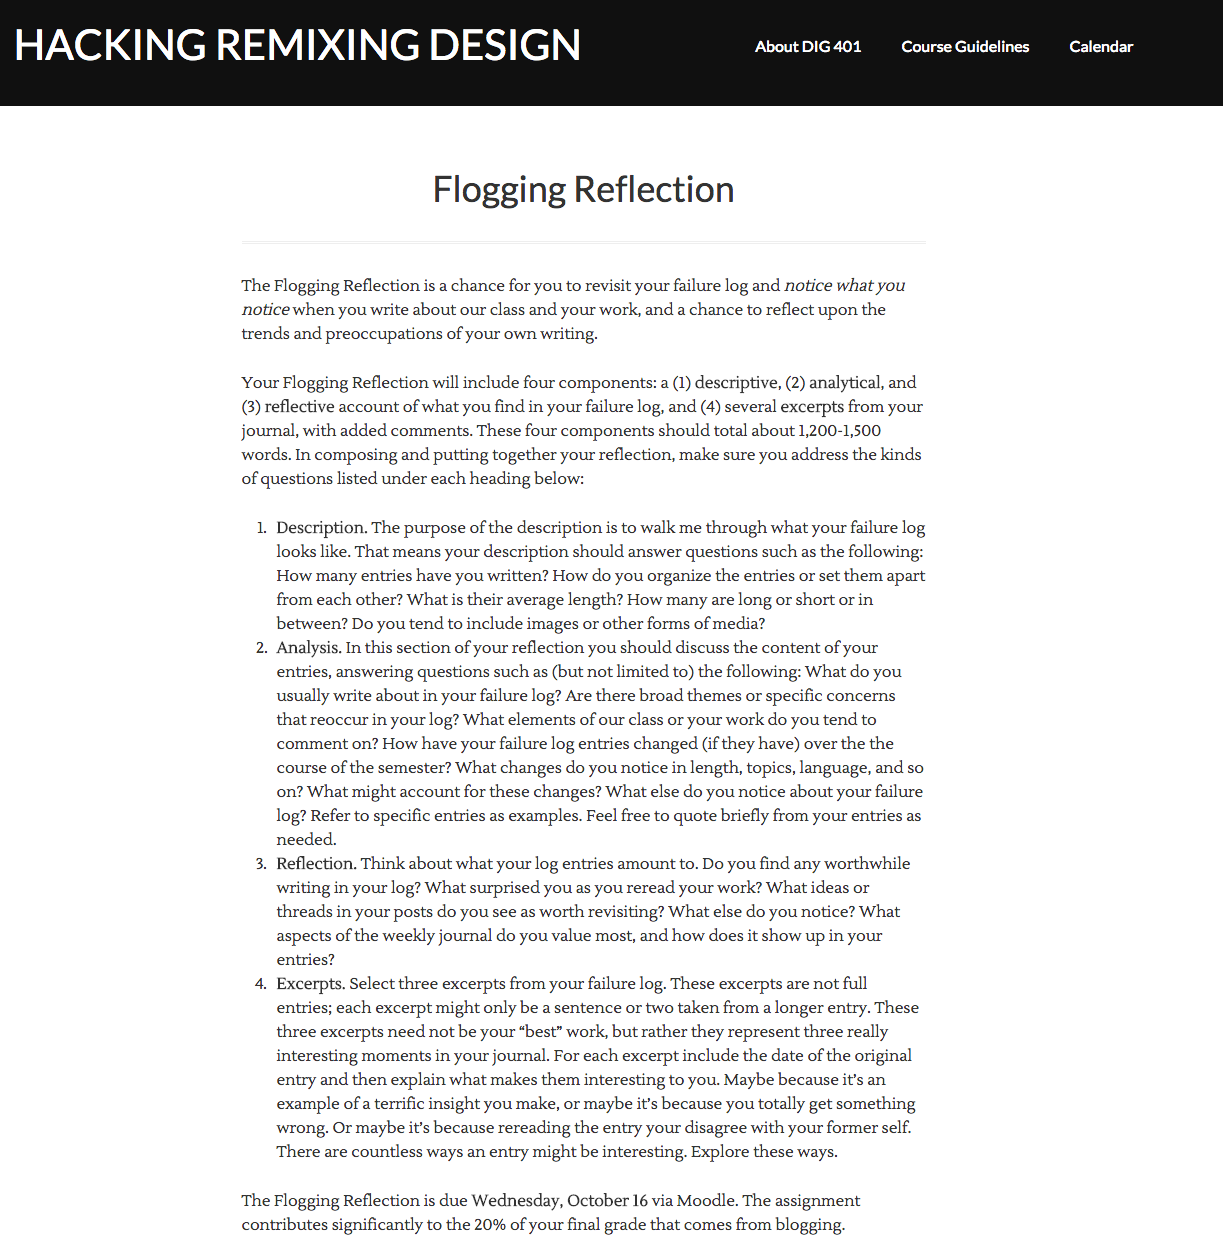 HACKING REMIXING DESIGN
About DIG 401
Course Guidelines
Calendar
Flogging Reflection
The Flogging Reflection is a chance for you to revisit your failure log and notice what you
notice when you write about our class and your work, and a chance to reflect upon the
trends and preoccupations of your own writing.
Your Flogging Reflection will include four components: a (1) descriptive, (2) analytical, and
(3) reflective account of what you find in your failure log, and (4) several excerpts from your
journal, with added comments. These four components should total about 1,200-1,500
words. In composing and putting together your reflection, make sure you address the kinds
of questions listed under each heading below:
1. Description. The purpose of the description is to walk me through what your failure log
looks like. That means your description should answer questions such as the following:
How many entries have you written? How do you organize the entries or set them apart
from each other? What is their average length? How many are long or short or in
between? Do you tend to include images or other forms of media?
2. Analysis. In this section of your reflection you should discuss the content of your
entries, answering questions such as (but not limited to) the following: What do you
usually write about in your failure log? Are there broad themes or specific concerns
that reoccur in your log? What elements of our class or your work do you tend to
comment on? How have your failure log entries changed (if they have) over the the
course of the semester? What changes do you notice in length, topics, language, and so
on? What might account for these changes? What else do you notice about your failure
log? Refer to specific entries as examples. Feel free to quote briefly from your entries as
needed.
3. Reflection. Think about what your log entries amount to. Do you find any worthwhile
writing in your log? What surprised you as you reread your work? What ideas or
threads in your posts do you see as worth revisiting? What else do you notice? What
aspects of the weekly journal do you value most, and how does it show up in your
entries?
4. Excerpts. Select three excerpts from your failure log. These excerpts are not full
entries; each excerpt might only be a sentence or two taken from a longer entry. These
three excerpts need not be your “best” work, but rather they represent three really
interesting moments in your journal. For each excerpt include the date of the original
entry and then explain what makes them interesting to you. Maybe because it’s an
example of a terrific insight you make, or maybe it’s because you totally get something
wrong. Or maybe it’s because rereading the entry your disagree with your former self.
There are countless ways an entry might be interesting. Explore these ways.
The Flogging Reflection is due Wednesday, October 16 via Moodle. The assignment
contributes significantly to the 20% of your final grade that comes from blogging.